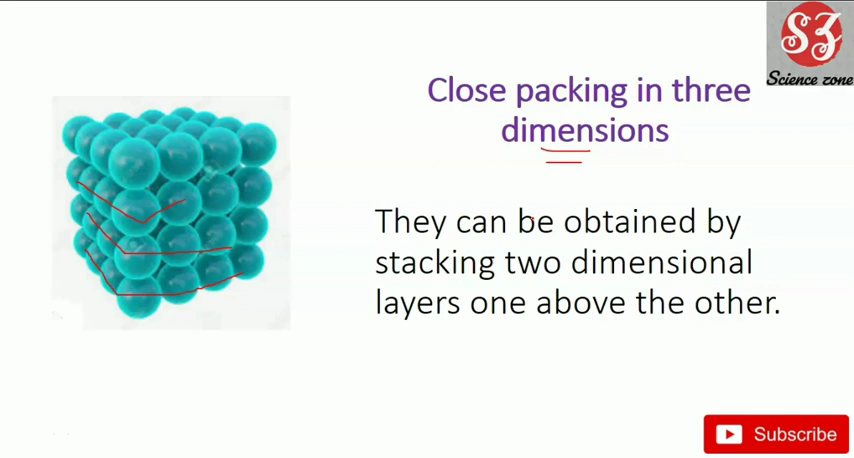 SZ
Science zone
Close packing in three
dimensions
They can be obtained by
stacking two dimensional
layers one above the other.
Subscribe